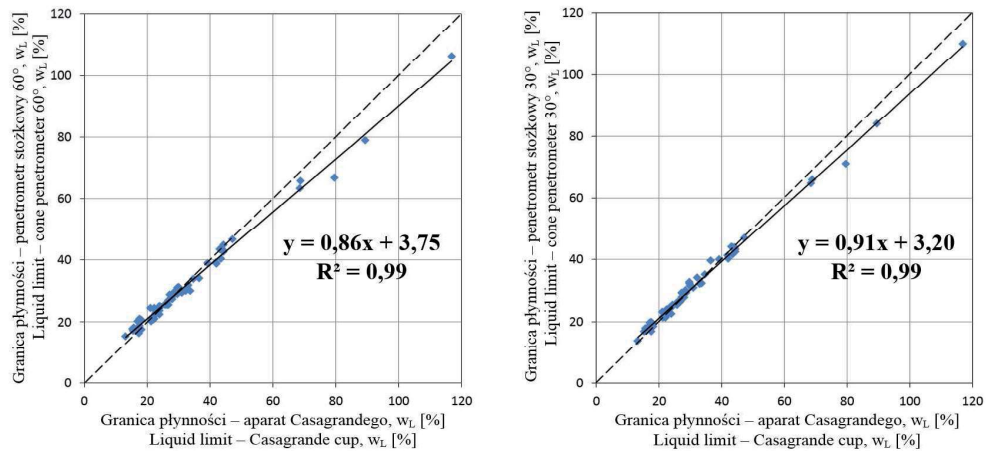 Granica płynności – penetrometr stożkowy 60°, wL [%]
Liquid limit – cone penetrometer 60°, wL [%]
120
100
80
60
40
20
0
y = 0,86x + 3,75
R² = 0,99
0 20 40 60 80 100 120
Granica płynności – aparat Casagrandego, wL [%]
Liquid limit – Casagrande cup, wL [%]
Granica płynności – penetrometr stożkowy 30°, wL [%]
Liquid limit – cone penetrometer 30°, wL [%]
120
100
80
60
40
20
0
y = 0,91x + 3,20
R² = 0,99
0 20 40 60 80 100 120
Granica płynności – aparat Casagrandego, wL [%]
Liquid limit – Casagrande cup, wL [%]